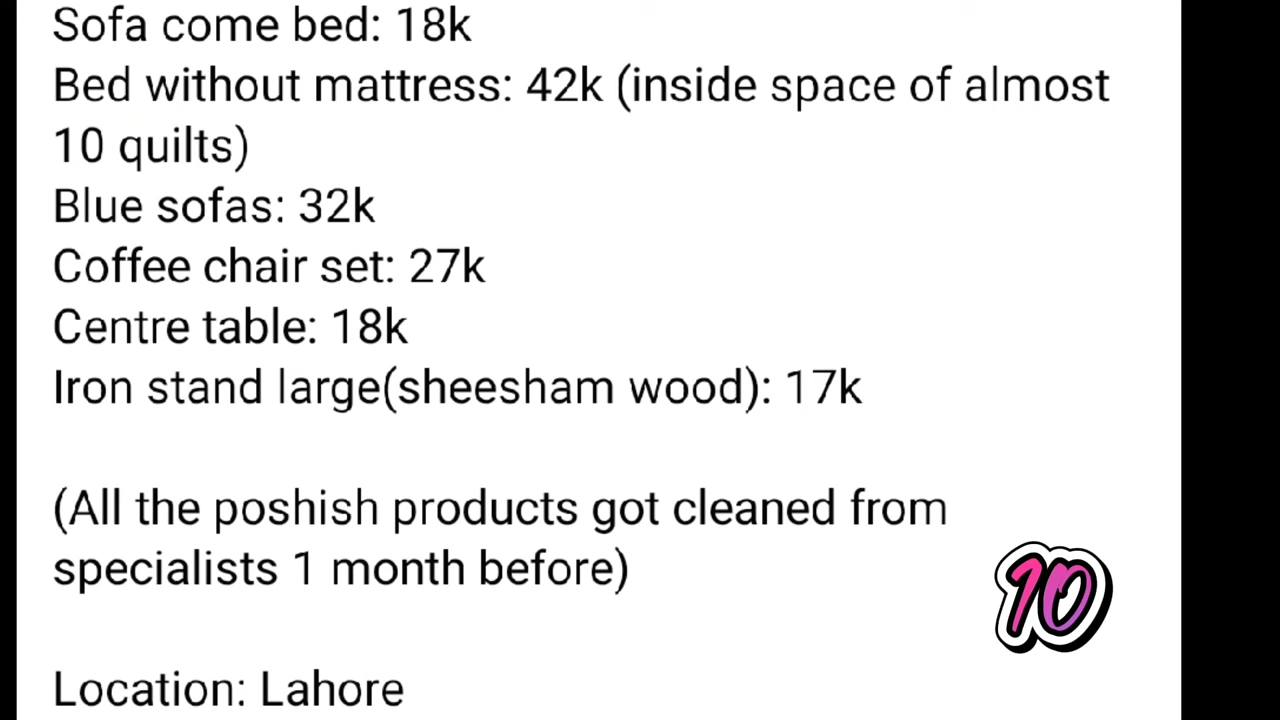 Sofa come bed: 18k
Bed without mattress: 42k (inside space of almost
10 quilts)
Blue sofas: 32k
Coffee chair set: 27k
Centre table: 18k
Iron stand large(sheesham wood): 17k
(All the poshish products got cleaned from
specialists 1 month before)
10
Location: Lahore